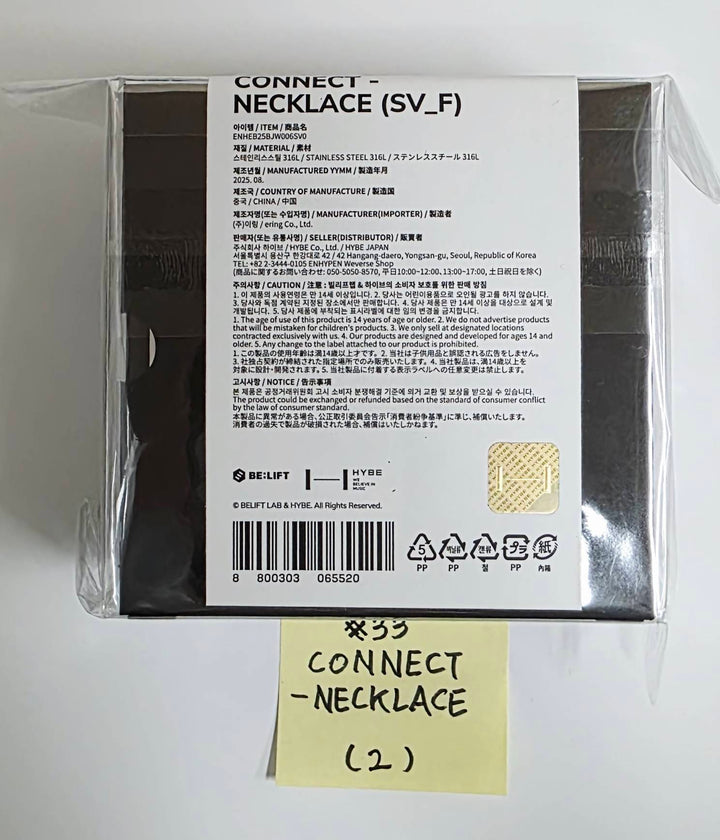 CONNECT -
NECKLACE (SV_F)
아이템 / ITEM / 商品名
ENHEB25BJW006SV0
재질 / MATERIAL / 素材
스테인리스스틸 316L / STAINLESS STEEL 316L / ステンレススチール 316L
제조년월 / MANUFACTURED YYMM / 製造年月
2025. 08.
제조국 / COUNTRY OF MANUFACTURE / 製造国
중국 / CHINA / 中国
제조자명(또는 수입자명) / MANUFACTURER(IMPORTER) / 製造者
(주)이링 / ering Co., Ltd.
판매자(또는 유통사명) / SELLER(DISTRIBUTOR) / 販賣者
주식회사 하이브 / HYBE Co., Ltd. / HYBE JAPAN
서울특별시 용산구 한강대로 42 / 42 Hangang-daero, Yongsan-gu, Seoul, Republic of Korea
TEL: +82 2-3444-0105 ENHYPEN Weverse Shop
(商品に関するお問い合わせ: 050-5050-8570, 平日10:00~12:00, 13:00~17:00, 土日祝日を除く)
주의사항 / CAUTION / 注意 : 빌리프랩 & 하이브의 소비자 보호를 위한 판매 방침
1. 이 제품의 사용연령은 만 14세 이상입니다. 2. 당사는 어린이용품으로 오인될 광고를 하지 않습니다.
3. 당사와 독점 계약된 지정된 장소에서만 판매합니다. 4. 당사 제품은 만 14세 이상을 대상으로 설계 및
개발됩니다. 5. 당사 제품에 부착되는 표시라벨에 대한 임의 변경을 금지합니다.
1. The age of use of this product is 14 years of age or older. 2. We do not advertise products
that will be mistaken for children's products. 3. We only sell at designated locations
contracted exclusively with us. 4. Our products are designed and developed for ages 14 and
older. 5. Any change to the label attached to our product is prohibited.
1. この製品の使用年齢は満14歳以上才です。2. 当社は子供用品と誤認される広告をしません。
3. 社独占契約が締結された指定場所でのみ販売いたします。4. 当社製品は、満14歳以上を
対象に設計・開発されます。5. 当社製品に付着する表示ラベルへの任意変更は禁止します。
고시사항 / NOTICE / 告示事項
본 제품은 공정거래위원회 고시 소비자 분쟁해결 기준에 의거 교환 및 보상을 받으실 수 있습니다.
The product could be exchanged or refunded based on the standard of consumer conflict
by the law of consumer standard.
本製品に異常がある場合、公正取引委員会告示「消費者紛争基準」に準じ、補償いたします。
消費者の過失で製品が破損された場合、補償はいたしかねます。
BE:LIFT HYBE
WE
BELIEVE IN
MUSIC
© BELIFT LAB & HYBE. All Rights Reserved.
8 800303 065520
5 비닐류 캔류 プラ 紙
PP PP 철 PP 内箱
#33
CONNECT
-NECKLACE
(2)